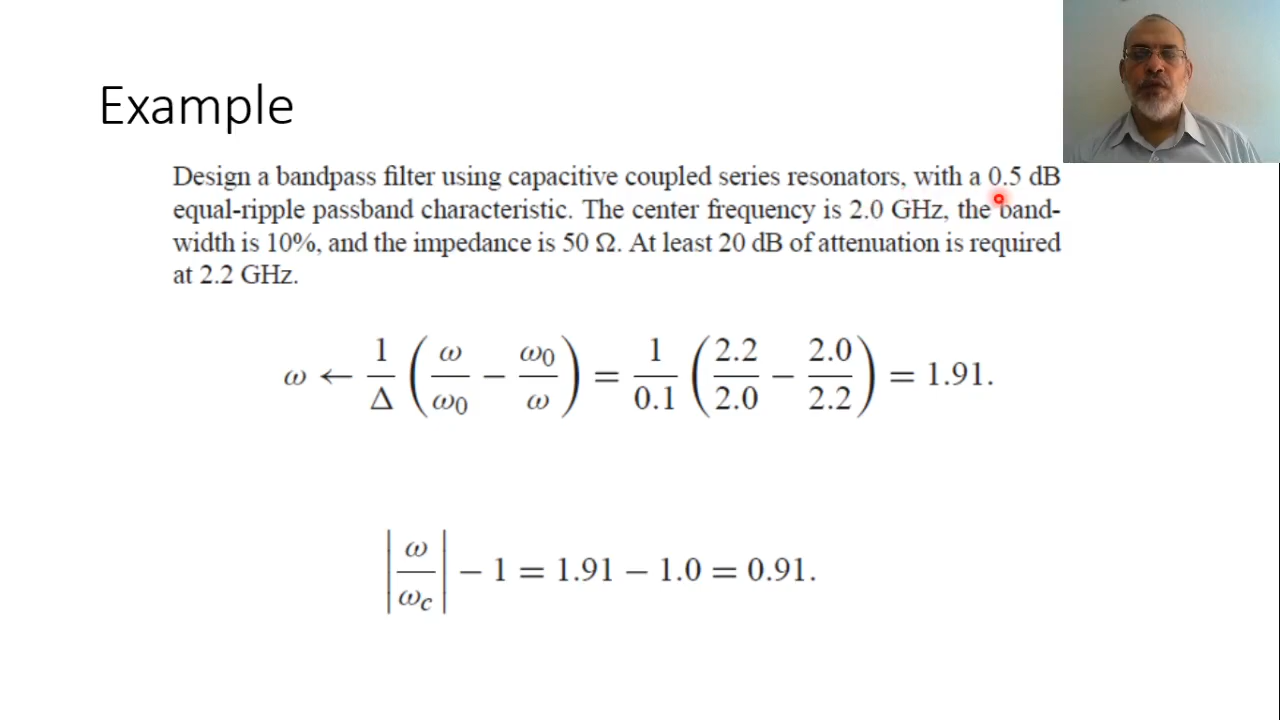 Example
Design a bandpass filter using capacitive coupled series resonators, with a 0.5 dB
equal-ripple passband characteristic. The center frequency is 2.0 GHz, the band-
width is 10%, and the impedance is 50 Ω. At least 20 dB of attenuation is required
at 2.2 GHz.
ω ← 1/Δ (ω/ω0 − ω0/ω) = 1/0.1 (2.2/2.0 − 2.0/2.2) = 1.91.
|ω/ωc| − 1 = 1.91 − 1.0 = 0.91.